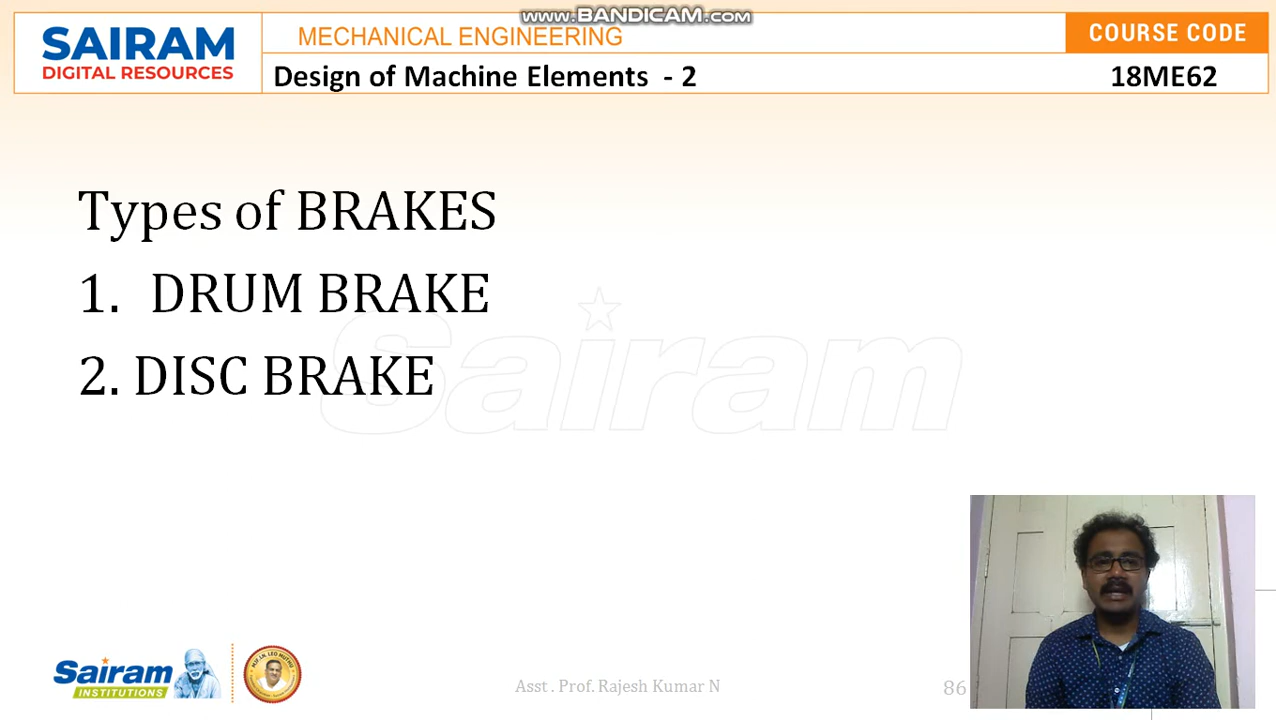 www.BANDICAM.com
SAIRAM
DIGITAL RESOURCES
MECHANICAL ENGINEERING
COURSE CODE
Design of Machine Elements - 2
18ME62
Types of BRAKES
1. DRUM BRAKE
2. DISC BRAKE
Sairam
Sairam
INSTITUTIONS
Asst . Prof. Rajesh Kumar N
86